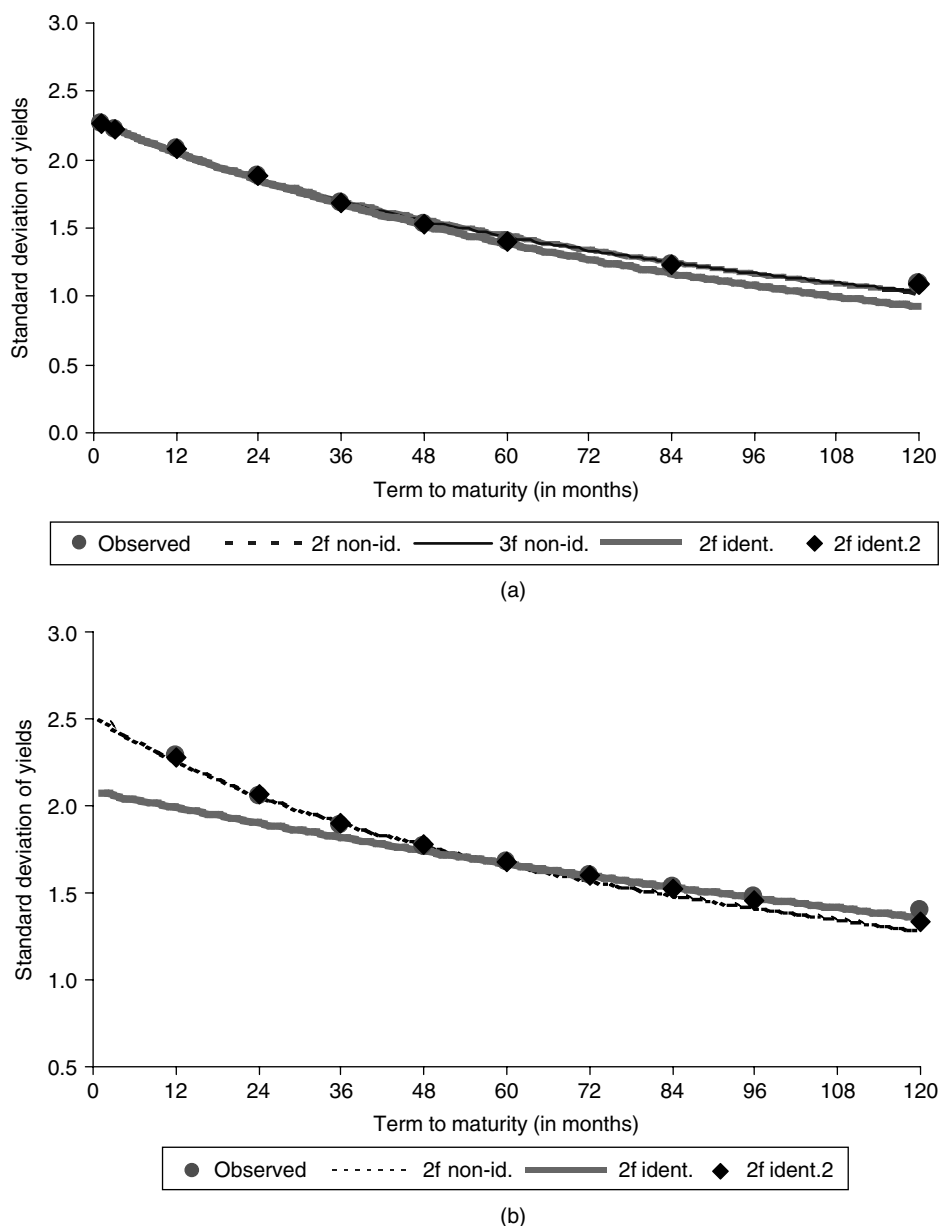 3.0
2.5
2.0
1.5
1.0
0.5
0.0
Standard deviation of yields
0 12 24 36 48 60 72 84 96 108 120
Term to maturity (in months)
Observed 2f non-id. 3f non-id. 2f ident. 2f ident.2
(a)
3.0
2.5
2.0
1.5
1.0
0.5
Standard deviation of yields
0 12 24 36 48 60 72 84 96 108 120
Term to maturity (in months)
Observed 2f non-id. 2f ident. 2f ident.2
(b)